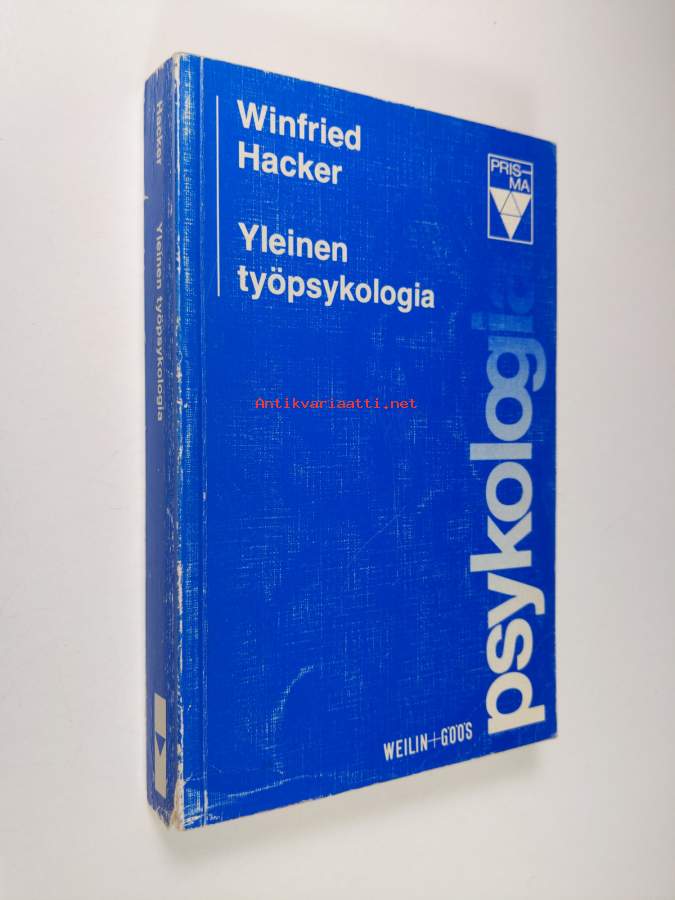 Winfried
Hacker
Yleinen
työpsykologia
PRIS-
MA
psykologia
WEILIN+GÖÖS
Hacker Yleinen työpsykologia
Antikvariaatti.net